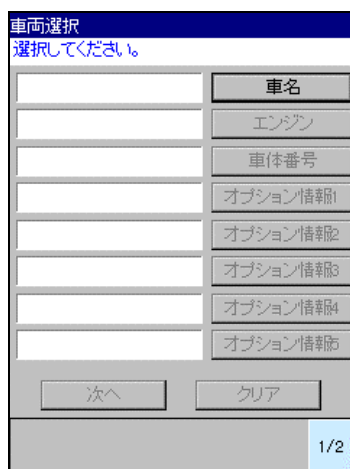 車両選択
選択してください。
車名
エンジン
車体番号
オプション情報1
オプション情報2
オプション情報3
オプション情報4
オプション情報5
次へ
クリア
1/2